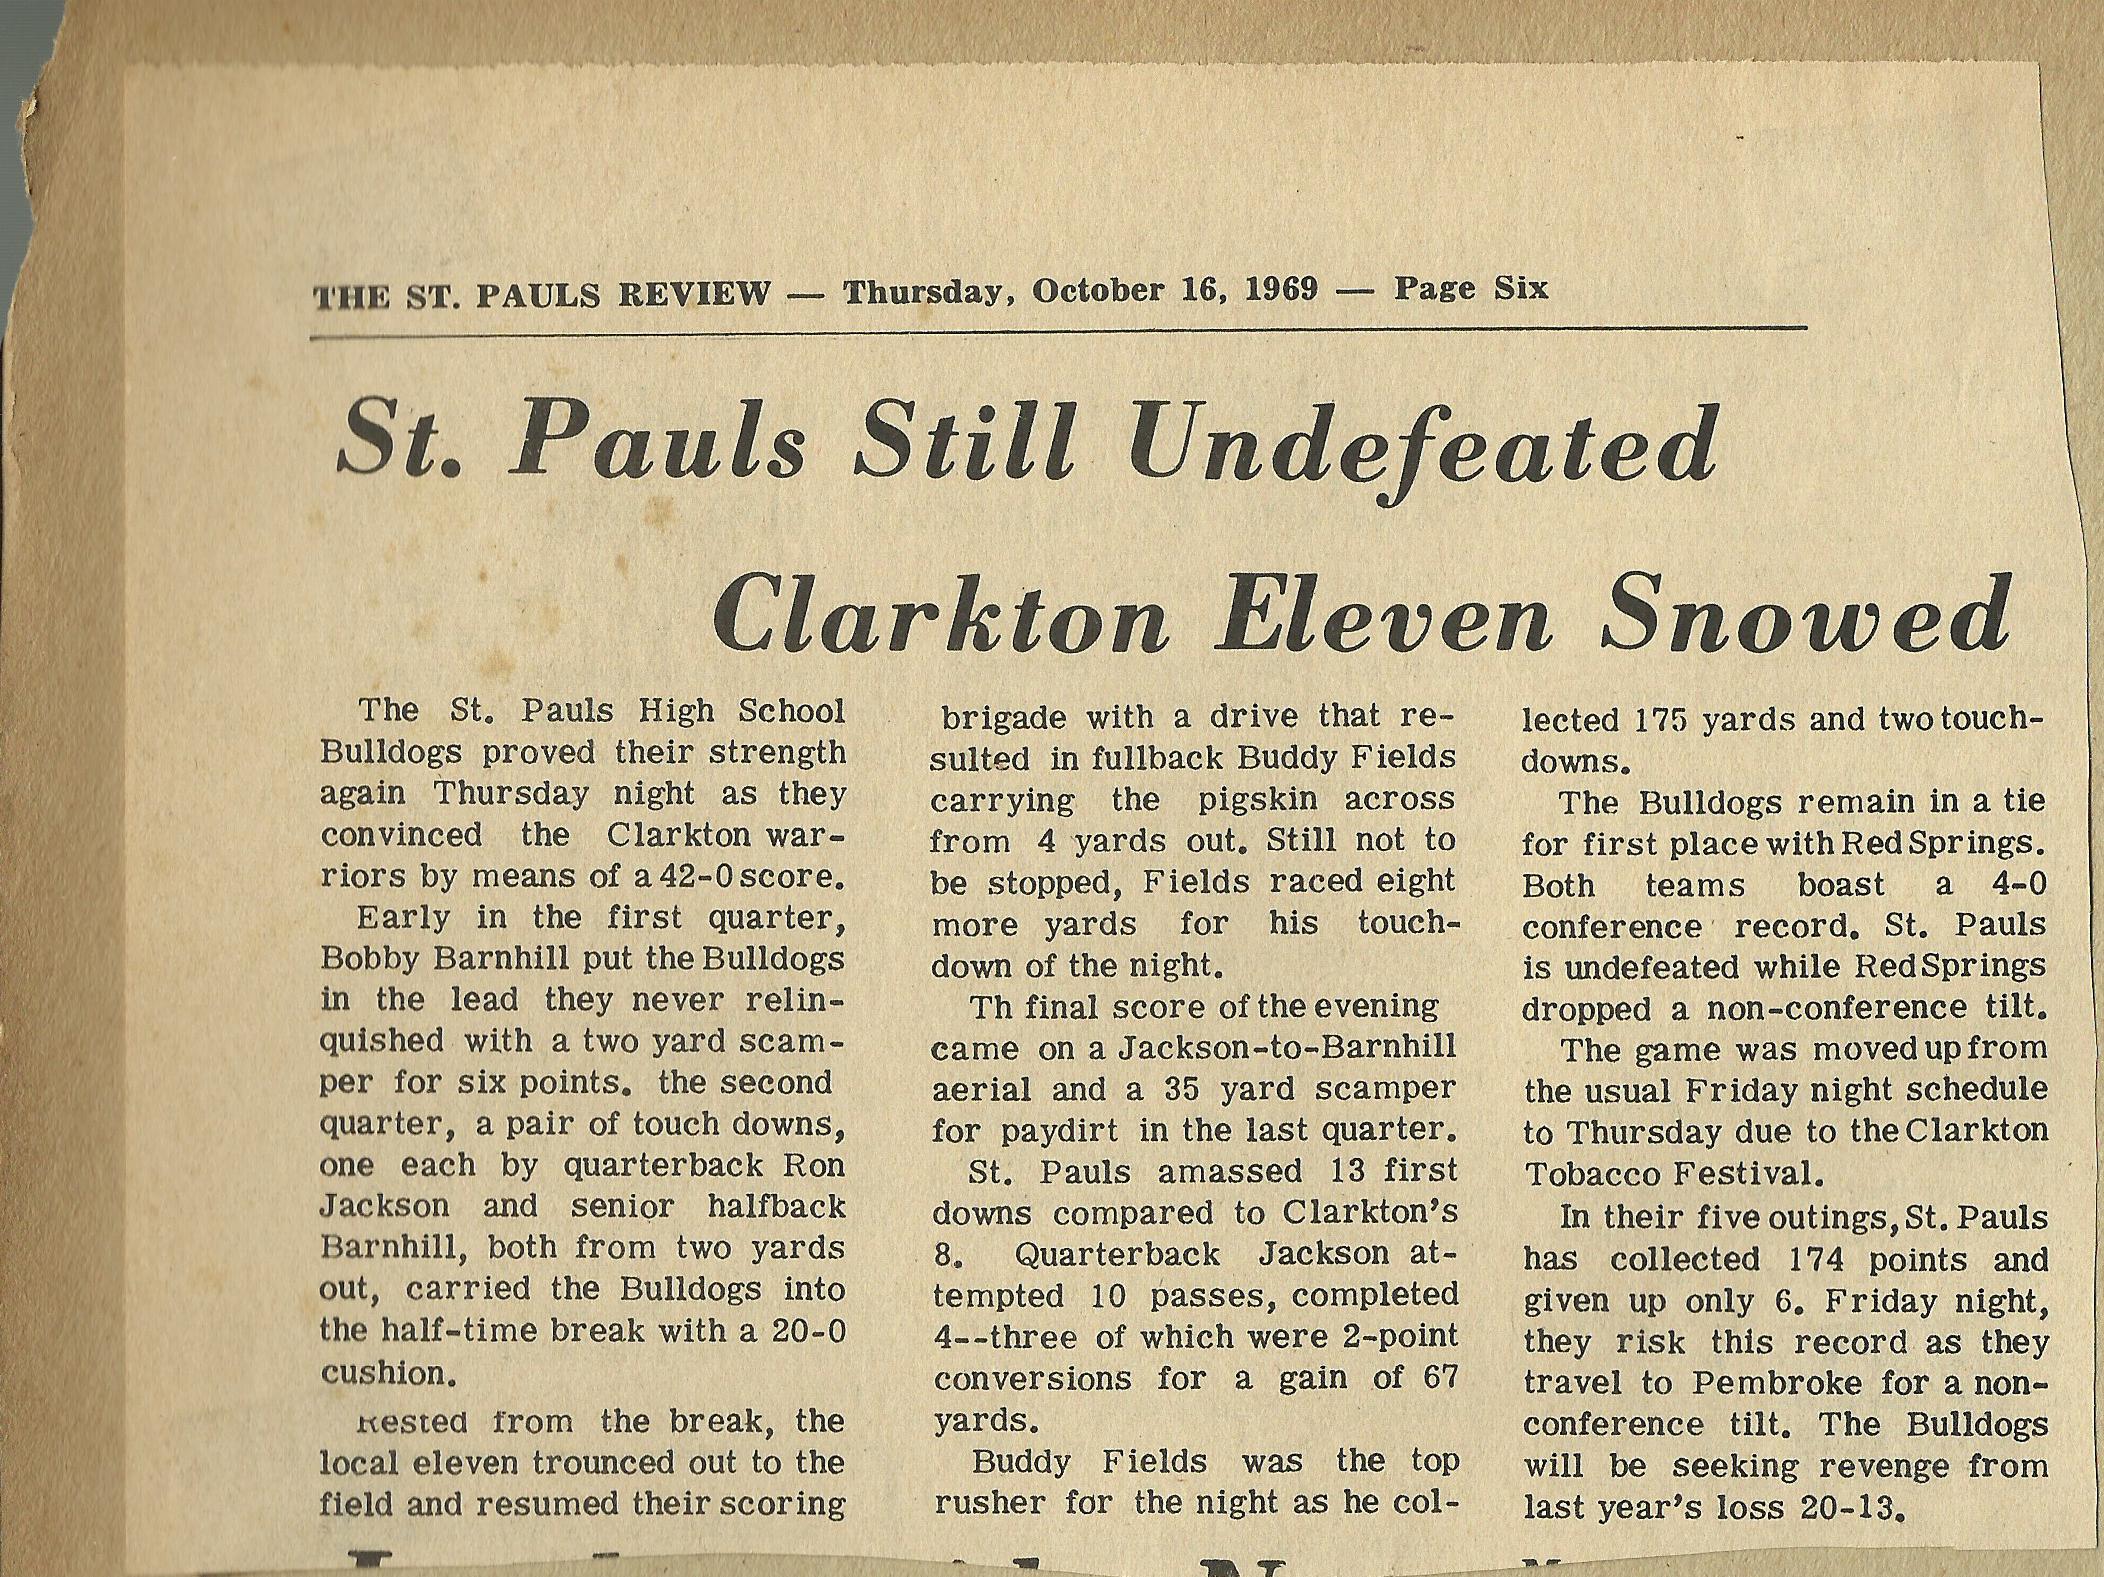 THE ST. PAULS REVIEW — Thursday, October 16, 1969 — Page Six
St. Pauls Still Undefeated
Clarkton Eleven Snowed
The St. Pauls High School
Bulldogs proved their strength
again Thursday night as they
convinced the Clarkton war-
riors by means of a 42-0 score.
Early in the first quarter,
Bobby Barnhill put the Bulldogs
in the lead they never relin-
quished with a two yard scam-
per for six points. the second
quarter, a pair of touch downs,
one each by quarterback Ron
Jackson and senior halfback
Barnhill, both from two yards
out, carried the Bulldogs into
the half-time break with a 20-0
cushion.
Rested from the break, the
local eleven trounced out to the
field and resumed their scoring
brigade with a drive that re-
sulted in fullback Buddy Fields
carrying the pigskin across
from 4 yards out. Still not to
be stopped, Fields raced eight
more yards for his touch-
down of the night.
Th final score of the evening
came on a Jackson-to-Barnhill
aerial and a 35 yard scamper
for paydirt in the last quarter.
St. Pauls amassed 13 first
downs compared to Clarkton's
8. Quarterback Jackson at-
tempted 10 passes, completed
4--three of which were 2-point
conversions for a gain of 67
yards.
Buddy Fields was the top
rusher for the night as he col-
lected 175 yards and two touch-
downs.
The Bulldogs remain in a tie
for first place with Red Springs.
Both teams boast a 4-0
conference record. St. Pauls
is undefeated while Red Springs
dropped a non-conference tilt.
The game was moved up from
the usual Friday night schedule
to Thursday due to the Clarkton
Tobacco Festival.
In their five outings, St. Pauls
has collected 174 points and
given up only 6. Friday night,
they risk this record as they
travel to Pembroke for a non-
conference tilt. The Bulldogs
will be seeking revenge from
last year's loss 20-13.